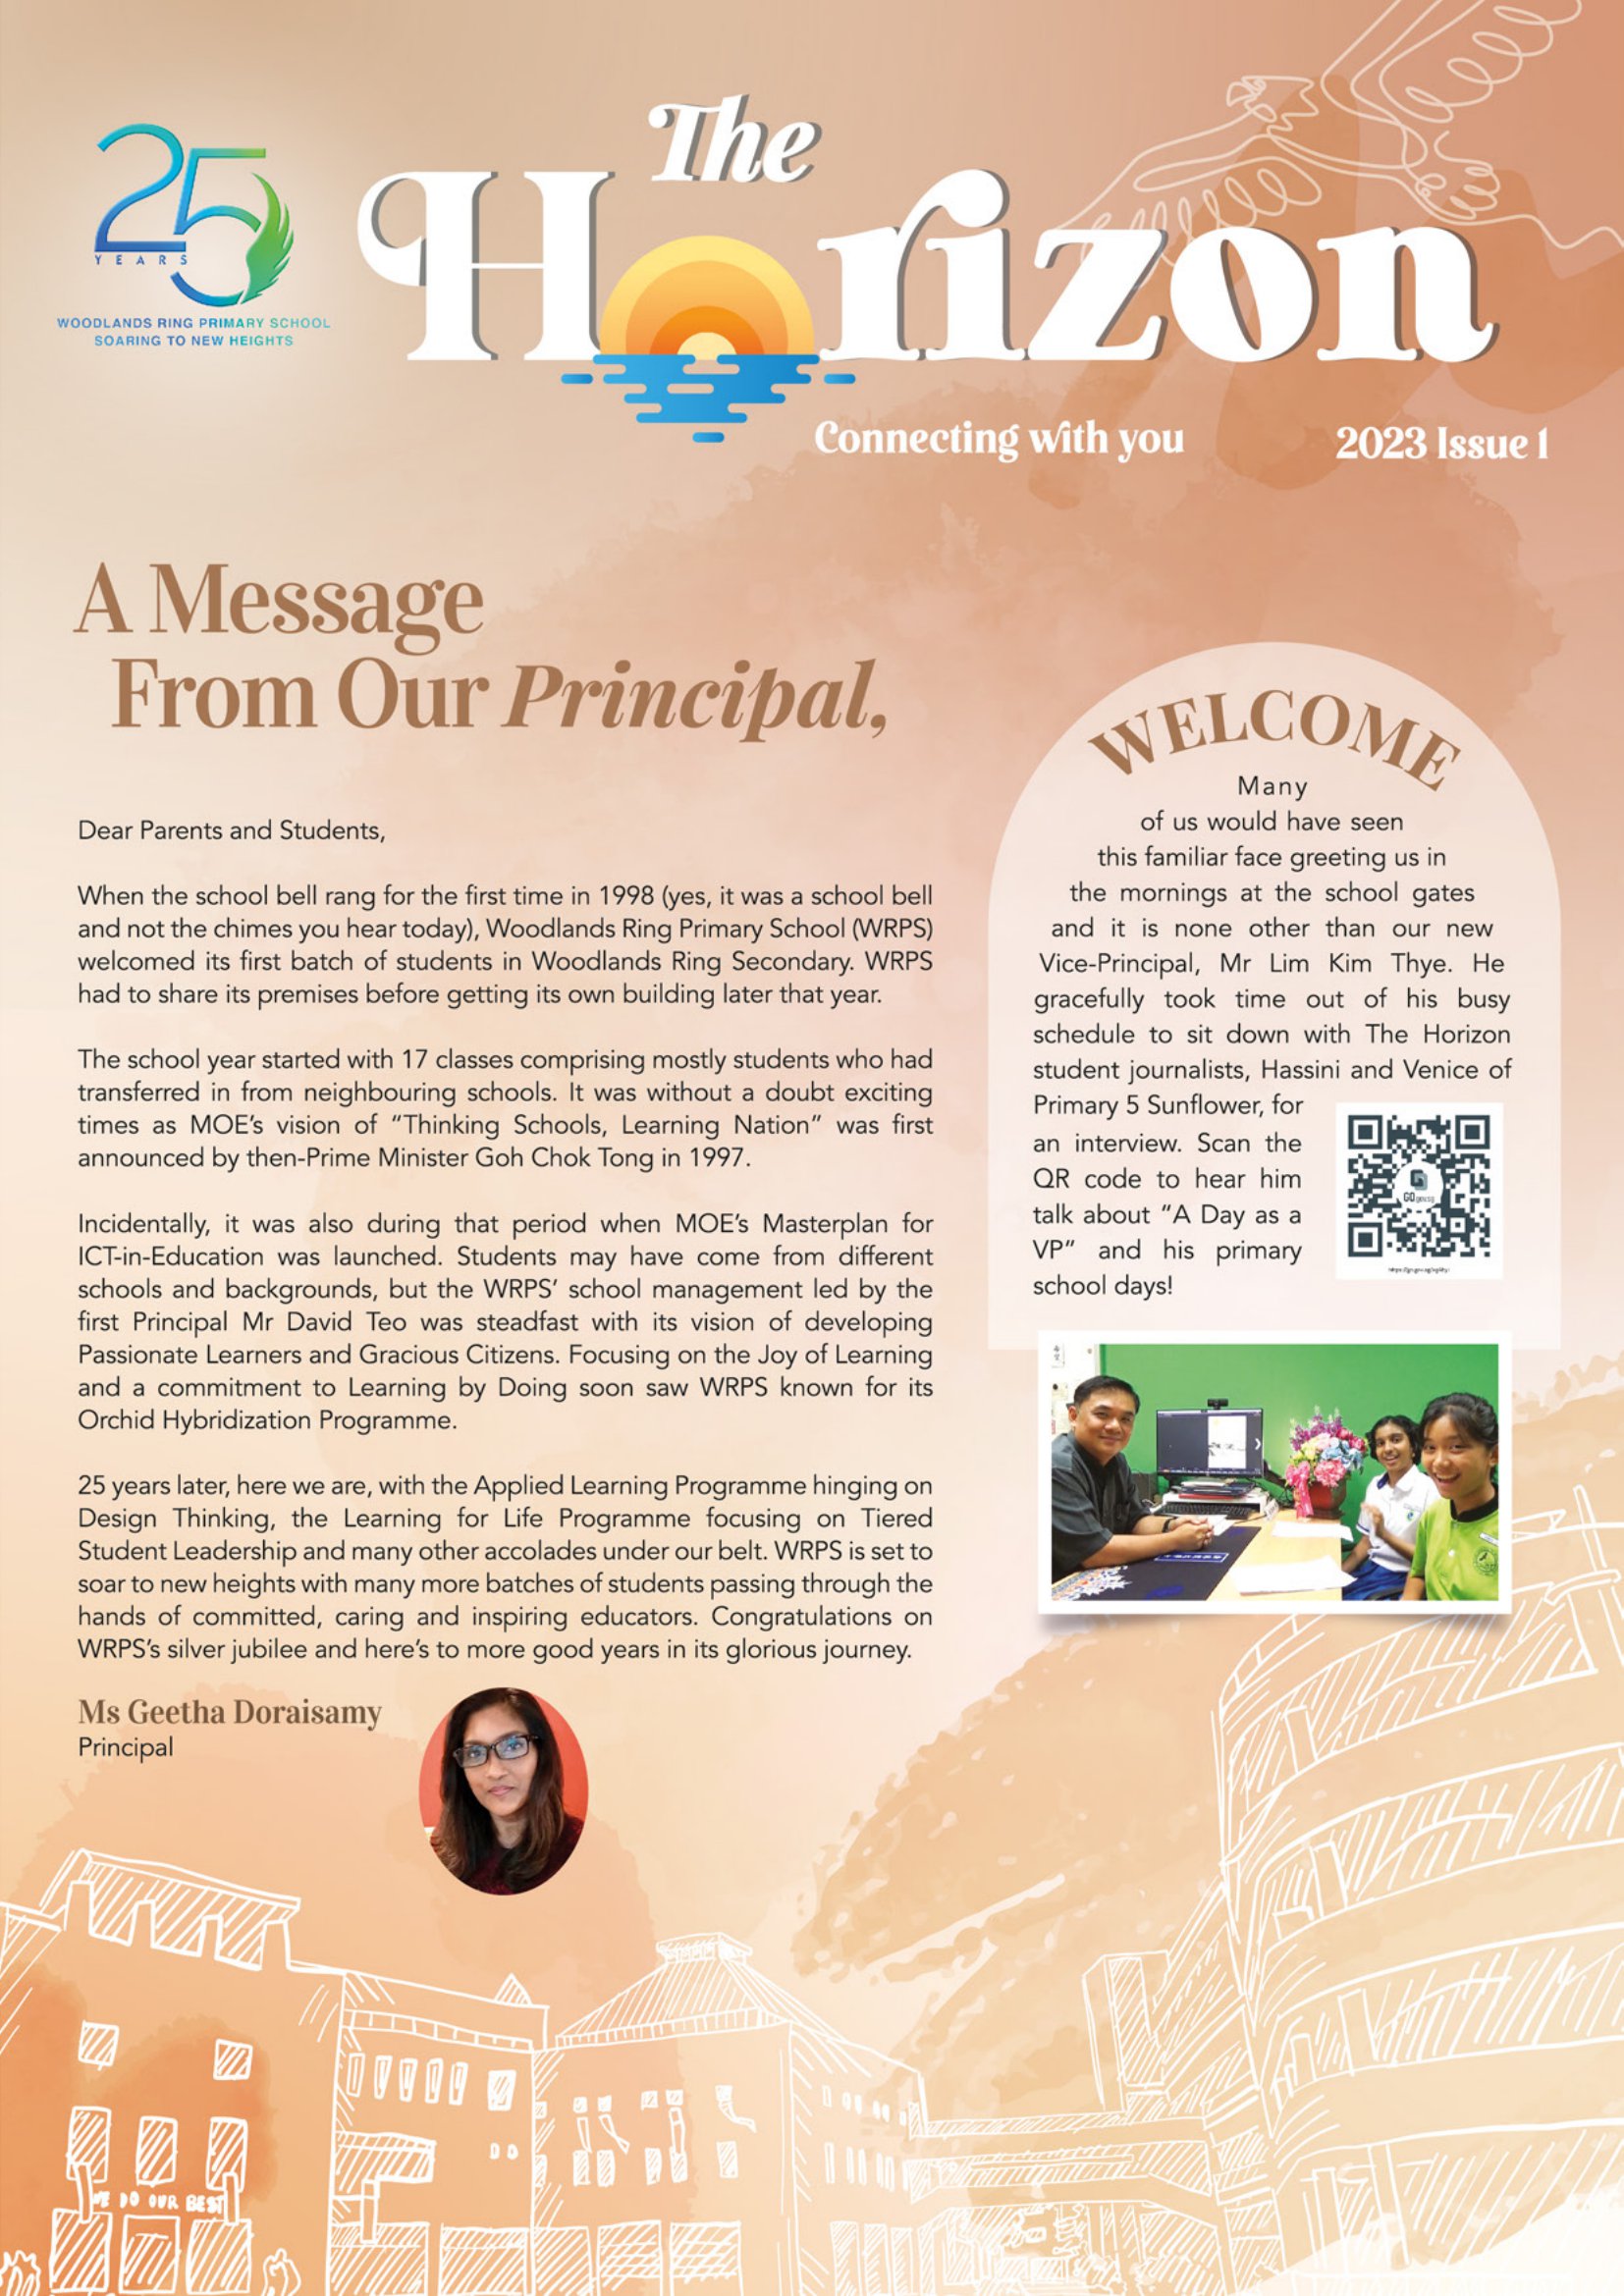 25
YEARS
WOODLANDS RING PRIMARY SCHOOL
SOARING TO NEW HEIGHTS
The
Horizon
Connecting with you
2023 Issue 1
A Message
From Our Principal,
Dear Parents and Students,
When the school bell rang for the first time in 1998 (yes, it was a school bell
and not the chimes you hear today), Woodlands Ring Primary School (WRPS)
welcomed its first batch of students in Woodlands Ring Secondary. WRPS
had to share its premises before getting its own building later that year.
The school year started with 17 classes comprising mostly students who had
transferred in from neighbouring schools. It was without a doubt exciting
times as MOE's vision of "Thinking Schools, Learning Nation" was first
announced by then-Prime Minister Goh Chok Tong in 1997.
Incidentally, it was also during that period when MOE's Masterplan for
ICT-in-Education was launched. Students may have come from different
schools and backgrounds, but the WRPS' school management led by the
first Principal Mr David Teo was steadfast with its vision of developing
Passionate Learners and Gracious Citizens. Focusing on the Joy of Learning
and a commitment to Learning by Doing soon saw WRPS known for its
Orchid Hybridization Programme.
25 years later, here we are, with the Applied Learning Programme hinging on
Design Thinking, the Learning for Life Programme focusing on Tiered
Student Leadership and many other accolades under our belt. WRPS is set to
soar to new heights with many more batches of students passing through the
hands of committed, caring and inspiring educators. Congratulations on
WRPS's silver jubilee and here's to more good years in its glorious journey.
Ms Geetha Doraisamy
Principal
WELCOME
Many
of us would have seen
this familiar face greeting us in
the mornings at the school gates
and it is none other than our new
Vice-Principal, Mr Lim Kim Thye. He
gracefully took time out of his busy
schedule to sit down with The Horizon
student journalists, Hassini and Venice of
Primary 5 Sunflower, for
an interview. Scan the
QR code to hear him
talk about "A Day as a
VP" and his primary
school days!
GO gov.sg
WE DO OUR BEST